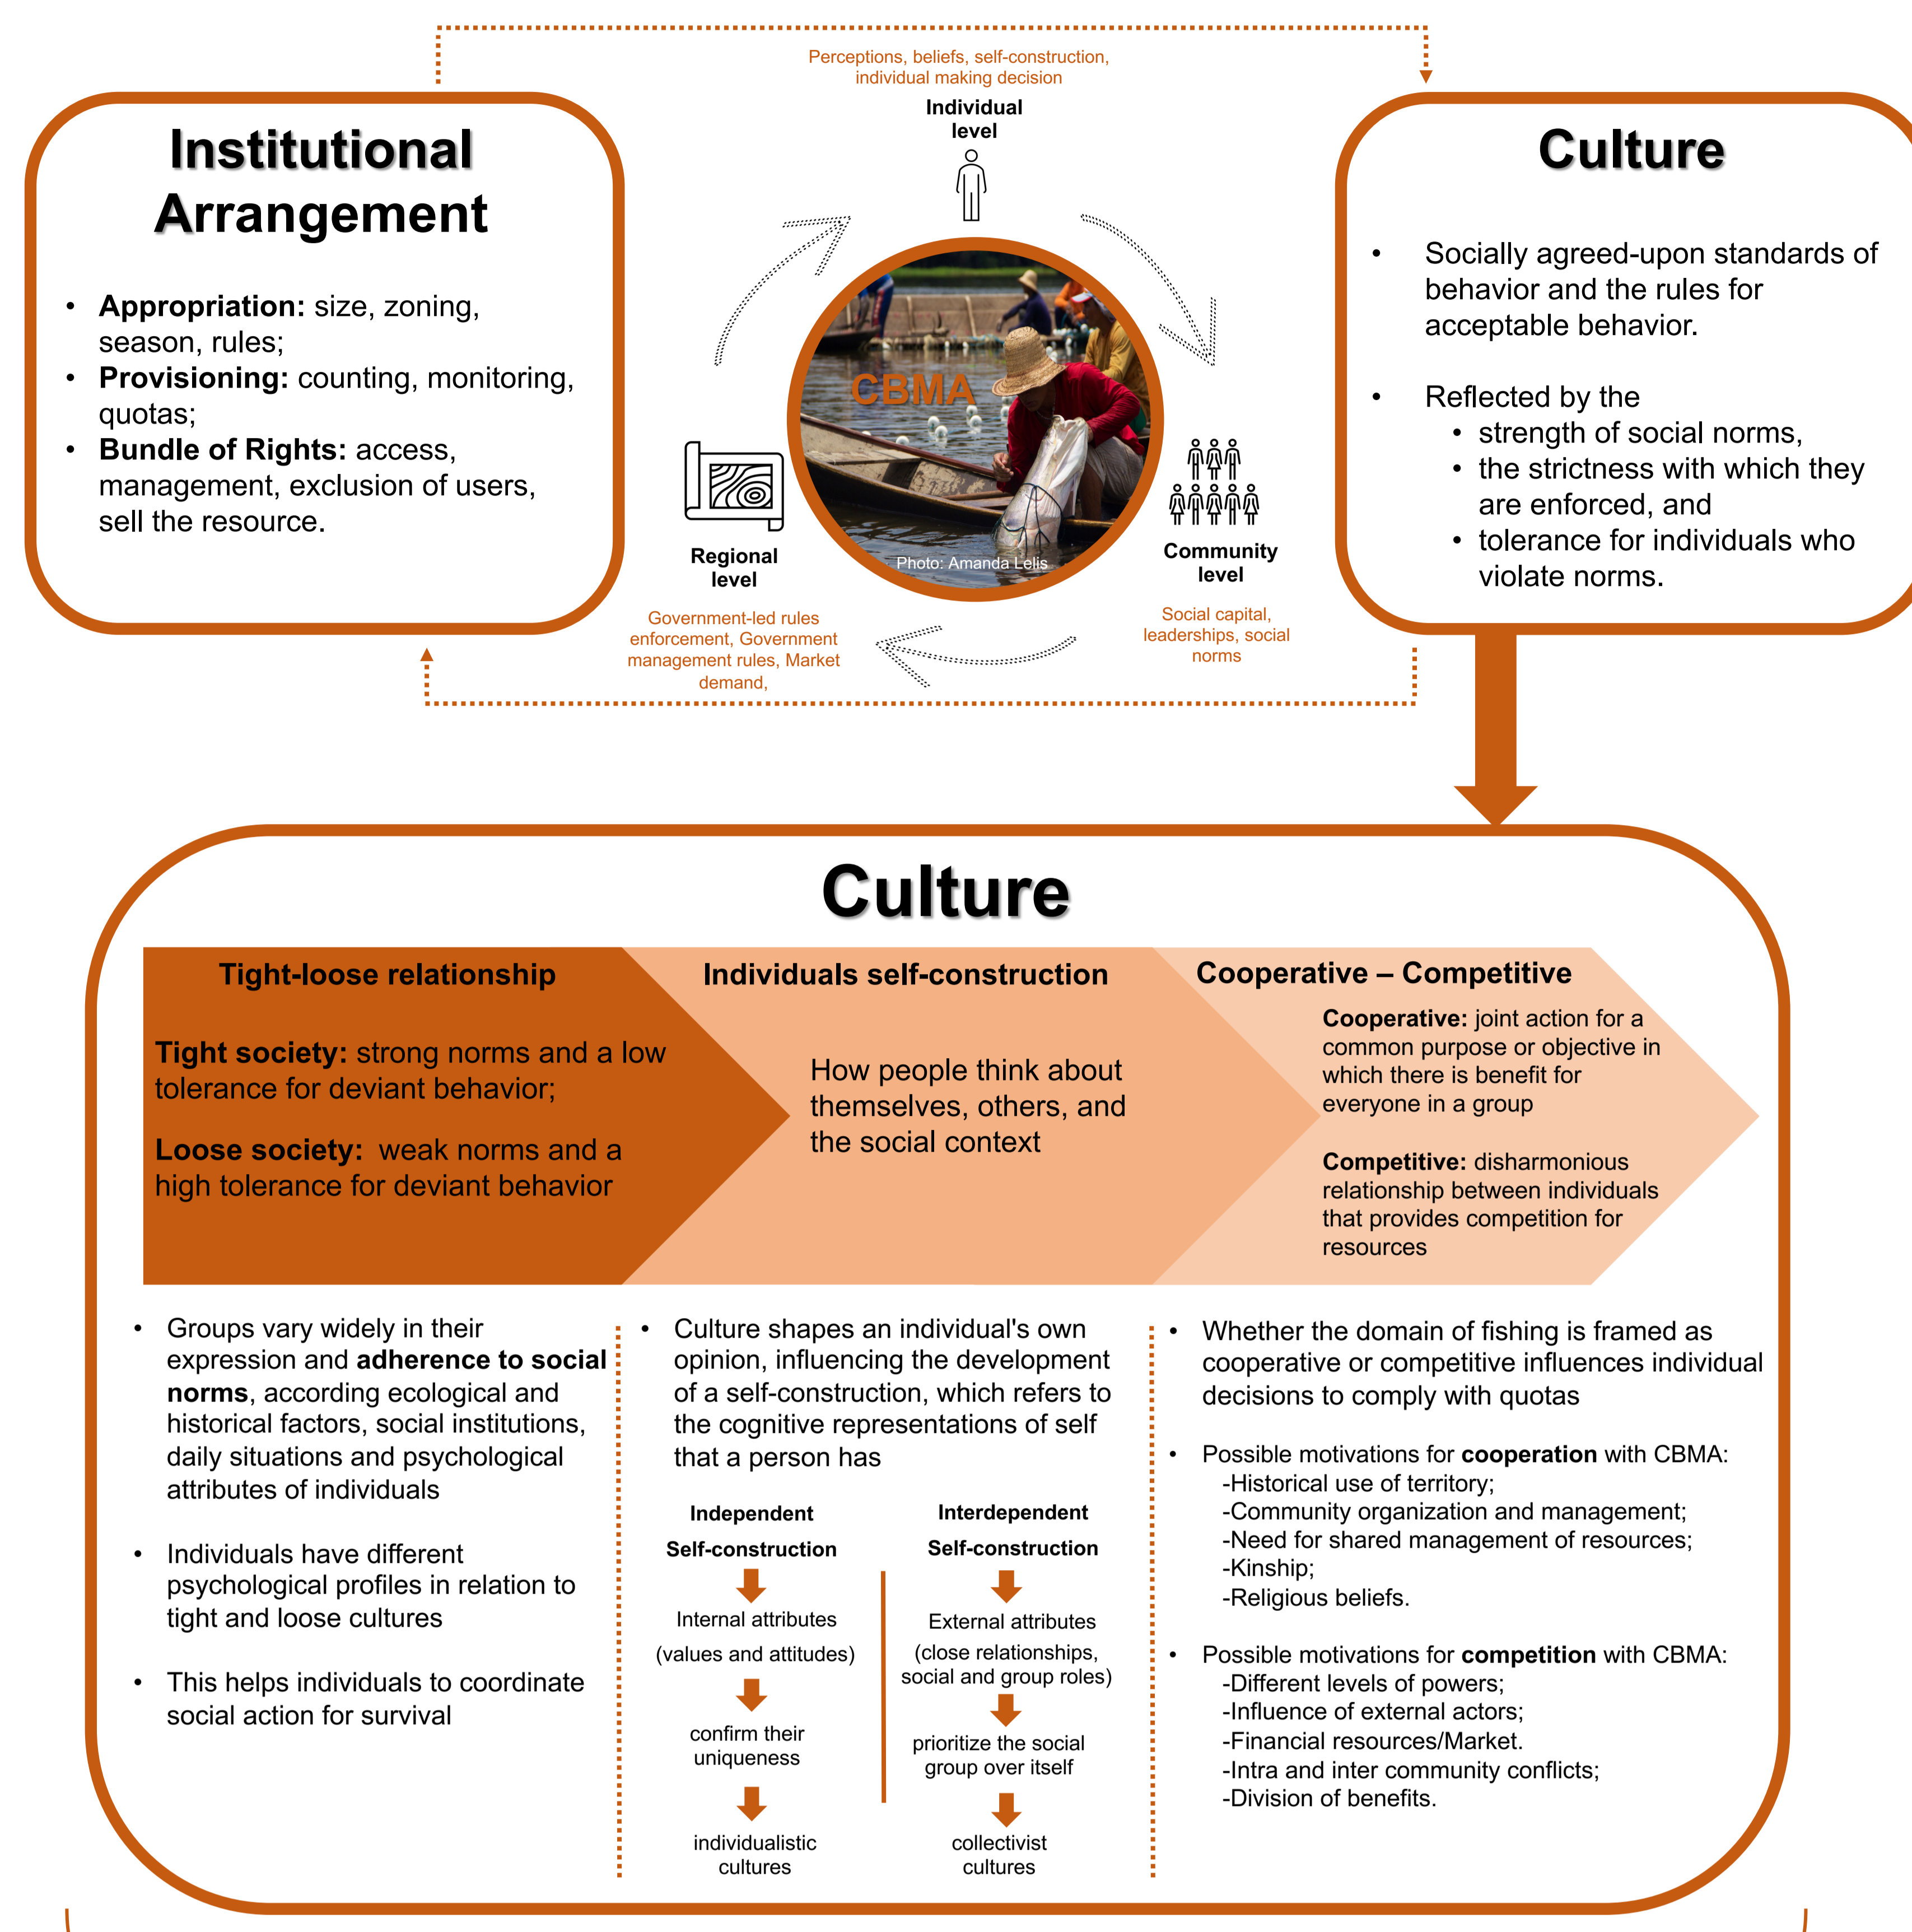 Perceptions, beliefs, self-construction,
individual making decision
Individual
level
Institutional
Arrangement
• Appropriation: size, zoning,
season, rules;
• Provisioning: counting, monitoring,
quotas;
• Bundle of Rights: access,
management, exclusion of users,
sell the resource.
CBMA
Photo: Amanda Lelis
Regional
level
Government-led rules
enforcement, Government
management rules, Market
demand,
Community
level
Social capital,
leaderships, social
norms
Culture
• Socially agreed-upon standards of
behavior and the rules for
acceptable behavior.
• Reflected by the
• strength of social norms,
• the strictness with which they
are enforced, and
• tolerance for individuals who
violate norms.
Culture
Tight-loose relationship
Tight society: strong norms and a low
tolerance for deviant behavior;
Loose society: weak norms and a
high tolerance for deviant behavior
Individuals self-construction
How people think about
themselves, others, and
the social context
Cooperative – Competitive
Cooperative: joint action for a
common purpose or objective in
which there is benefit for
everyone in a group
Competitive: disharmonious
relationship between individuals
that provides competition for
resources
• Groups vary widely in their
expression and adherence to social
norms, according ecological and
historical factors, social institutions,
daily situations and psychological
attributes of individuals
• Individuals have different
psychological profiles in relation to
tight and loose cultures
• This helps individuals to coordinate
social action for survival
• Culture shapes an individual's own
opinion, influencing the development
of a self-construction, which refers to
the cognitive representations of self
that a person has
Independent
Self-construction
Internal attributes
(values and attitudes)
confirm their
uniqueness
individualistic
cultures
Interdependent
Self-construction
External attributes
(close relationships,
social and group roles)
prioritize the social
group over itself
collectivist
cultures
• Whether the domain of fishing is framed as
cooperative or competitive influences individual
decisions to comply with quotas
• Possible motivations for cooperation with CBMA:
-Historical use of territory;
-Community organization and management;
-Need for shared management of resources;
-Kinship;
-Religious beliefs.
• Possible motivations for competition with CBMA:
-Different levels of powers;
-Influence of external actors;
-Financial resources/Market.
-Intra and inter community conflicts;
-Division of benefits.